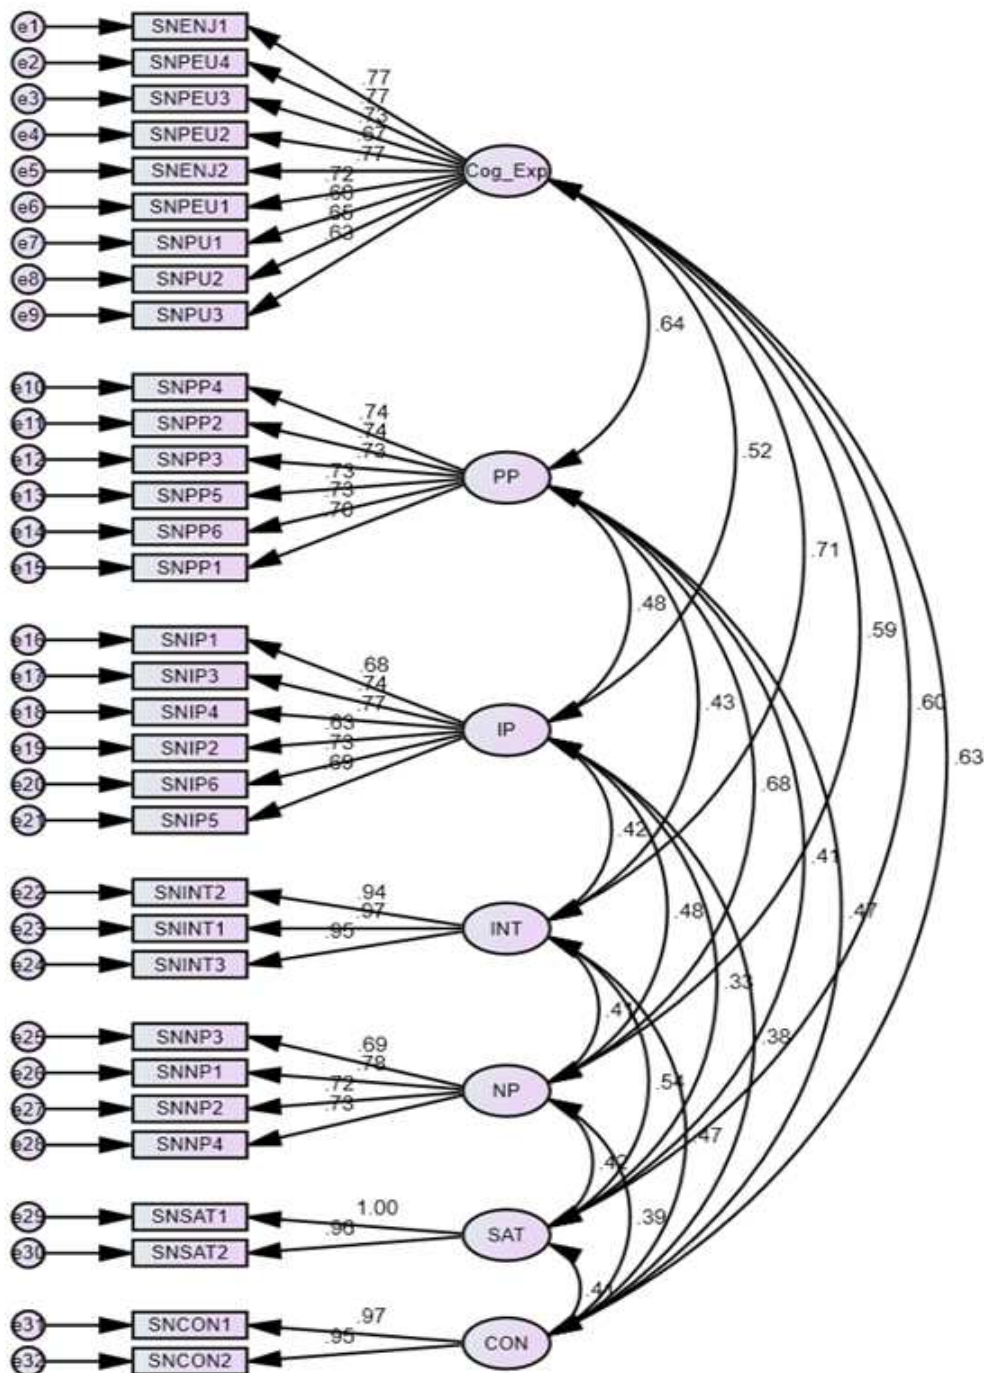 e1 SNENJ1
e2 SNPEU4
.77
e3 SNPEU3
.77
.73
e4 SNPEU2
.67
.77
e5 SNENJ2
.72
Cog_Exp
e6 SNPEU1
.60
.65
e7 SNPU1
.63
e8 SNPU2
e9 SNPU3
.64
e10 SNPP4
.74
e11 SNPP2
.74
.73
e12 SNPP3
.52
.73
PP
e13 SNPP5
.73
.70
e14 SNPP6
.71
e15 SNPP1
.48
.59
e16 SNIP1
.68
e17 SNIP3
.74
.77
.43
.60
e18 SNIP4
.63
IP
e19 SNIP2
.73
.69
.68
.63
e20 SNIP6
e21 SNIP5
.42
.41
e22 SNINT2
.94
.97
.48
.47
e23 SNINT1
.95
INT
e24 SNINT3
.33
.41
e25 SNNP3
.69
.38
e26 SNNP1
.78
.72
.54
e27 SNNP2
.73
NP
e28 SNNP4
.47
.42
e29 SNSAT1
1.00
.39
e30 SNSAT2
.96
SAT
.41
e31 SNCON1
.97
.95
CON
e32 SNCON2